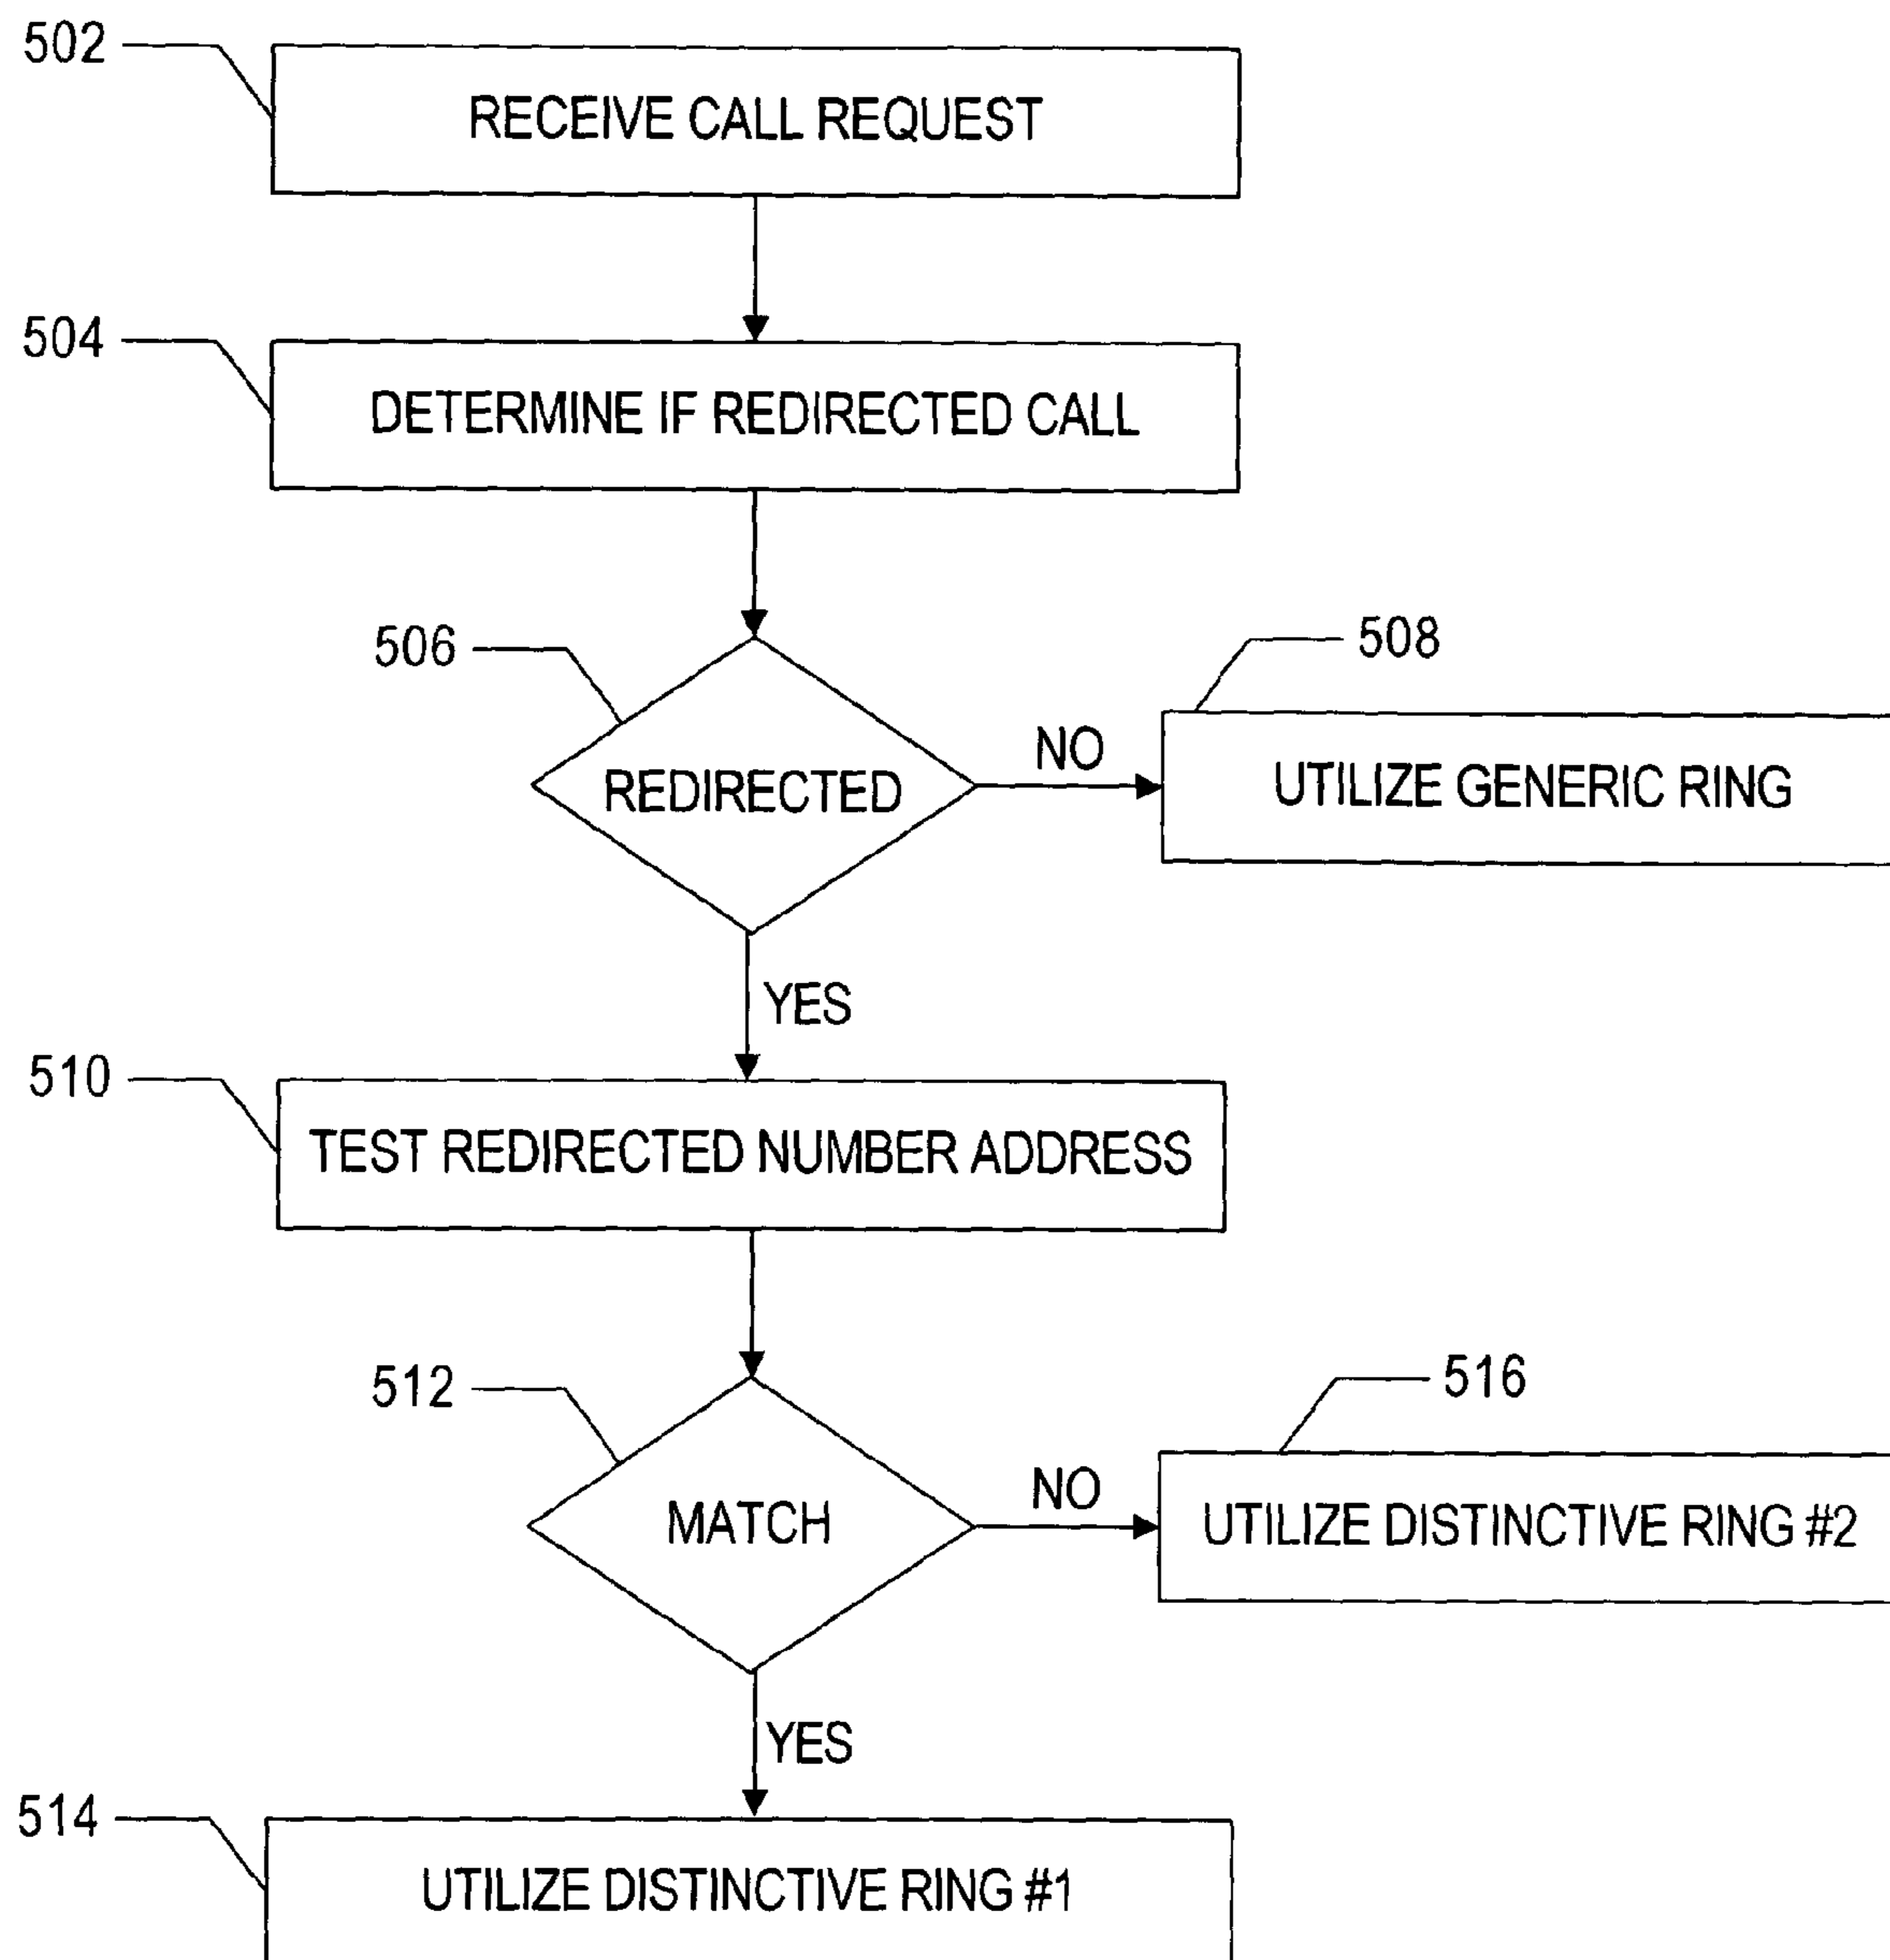 502
RECEIVE CALL REQUEST
504
DETERMINE IF REDIRECTED CALL
506
REDIRECTED
NO
508
UTILIZE GENERIC RING
YES
510
TEST REDIRECTED NUMBER ADDRESS
512
MATCH
NO
516
UTILIZE DISTINCTIVE RING #2
YES
514
UTILIZE DISTINCTIVE RING #1